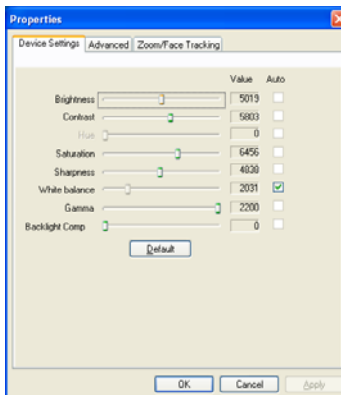 Properties
Device Settings Advanced Zoom/Face Tracking
Value Auto
Brightness 5019
Contrast 5803
Hue 0
Saturation 6456
Sharpness 4838
White balance 2031
Gamma 2200
Backlight Comp 0
Default
OK Cancel Apply